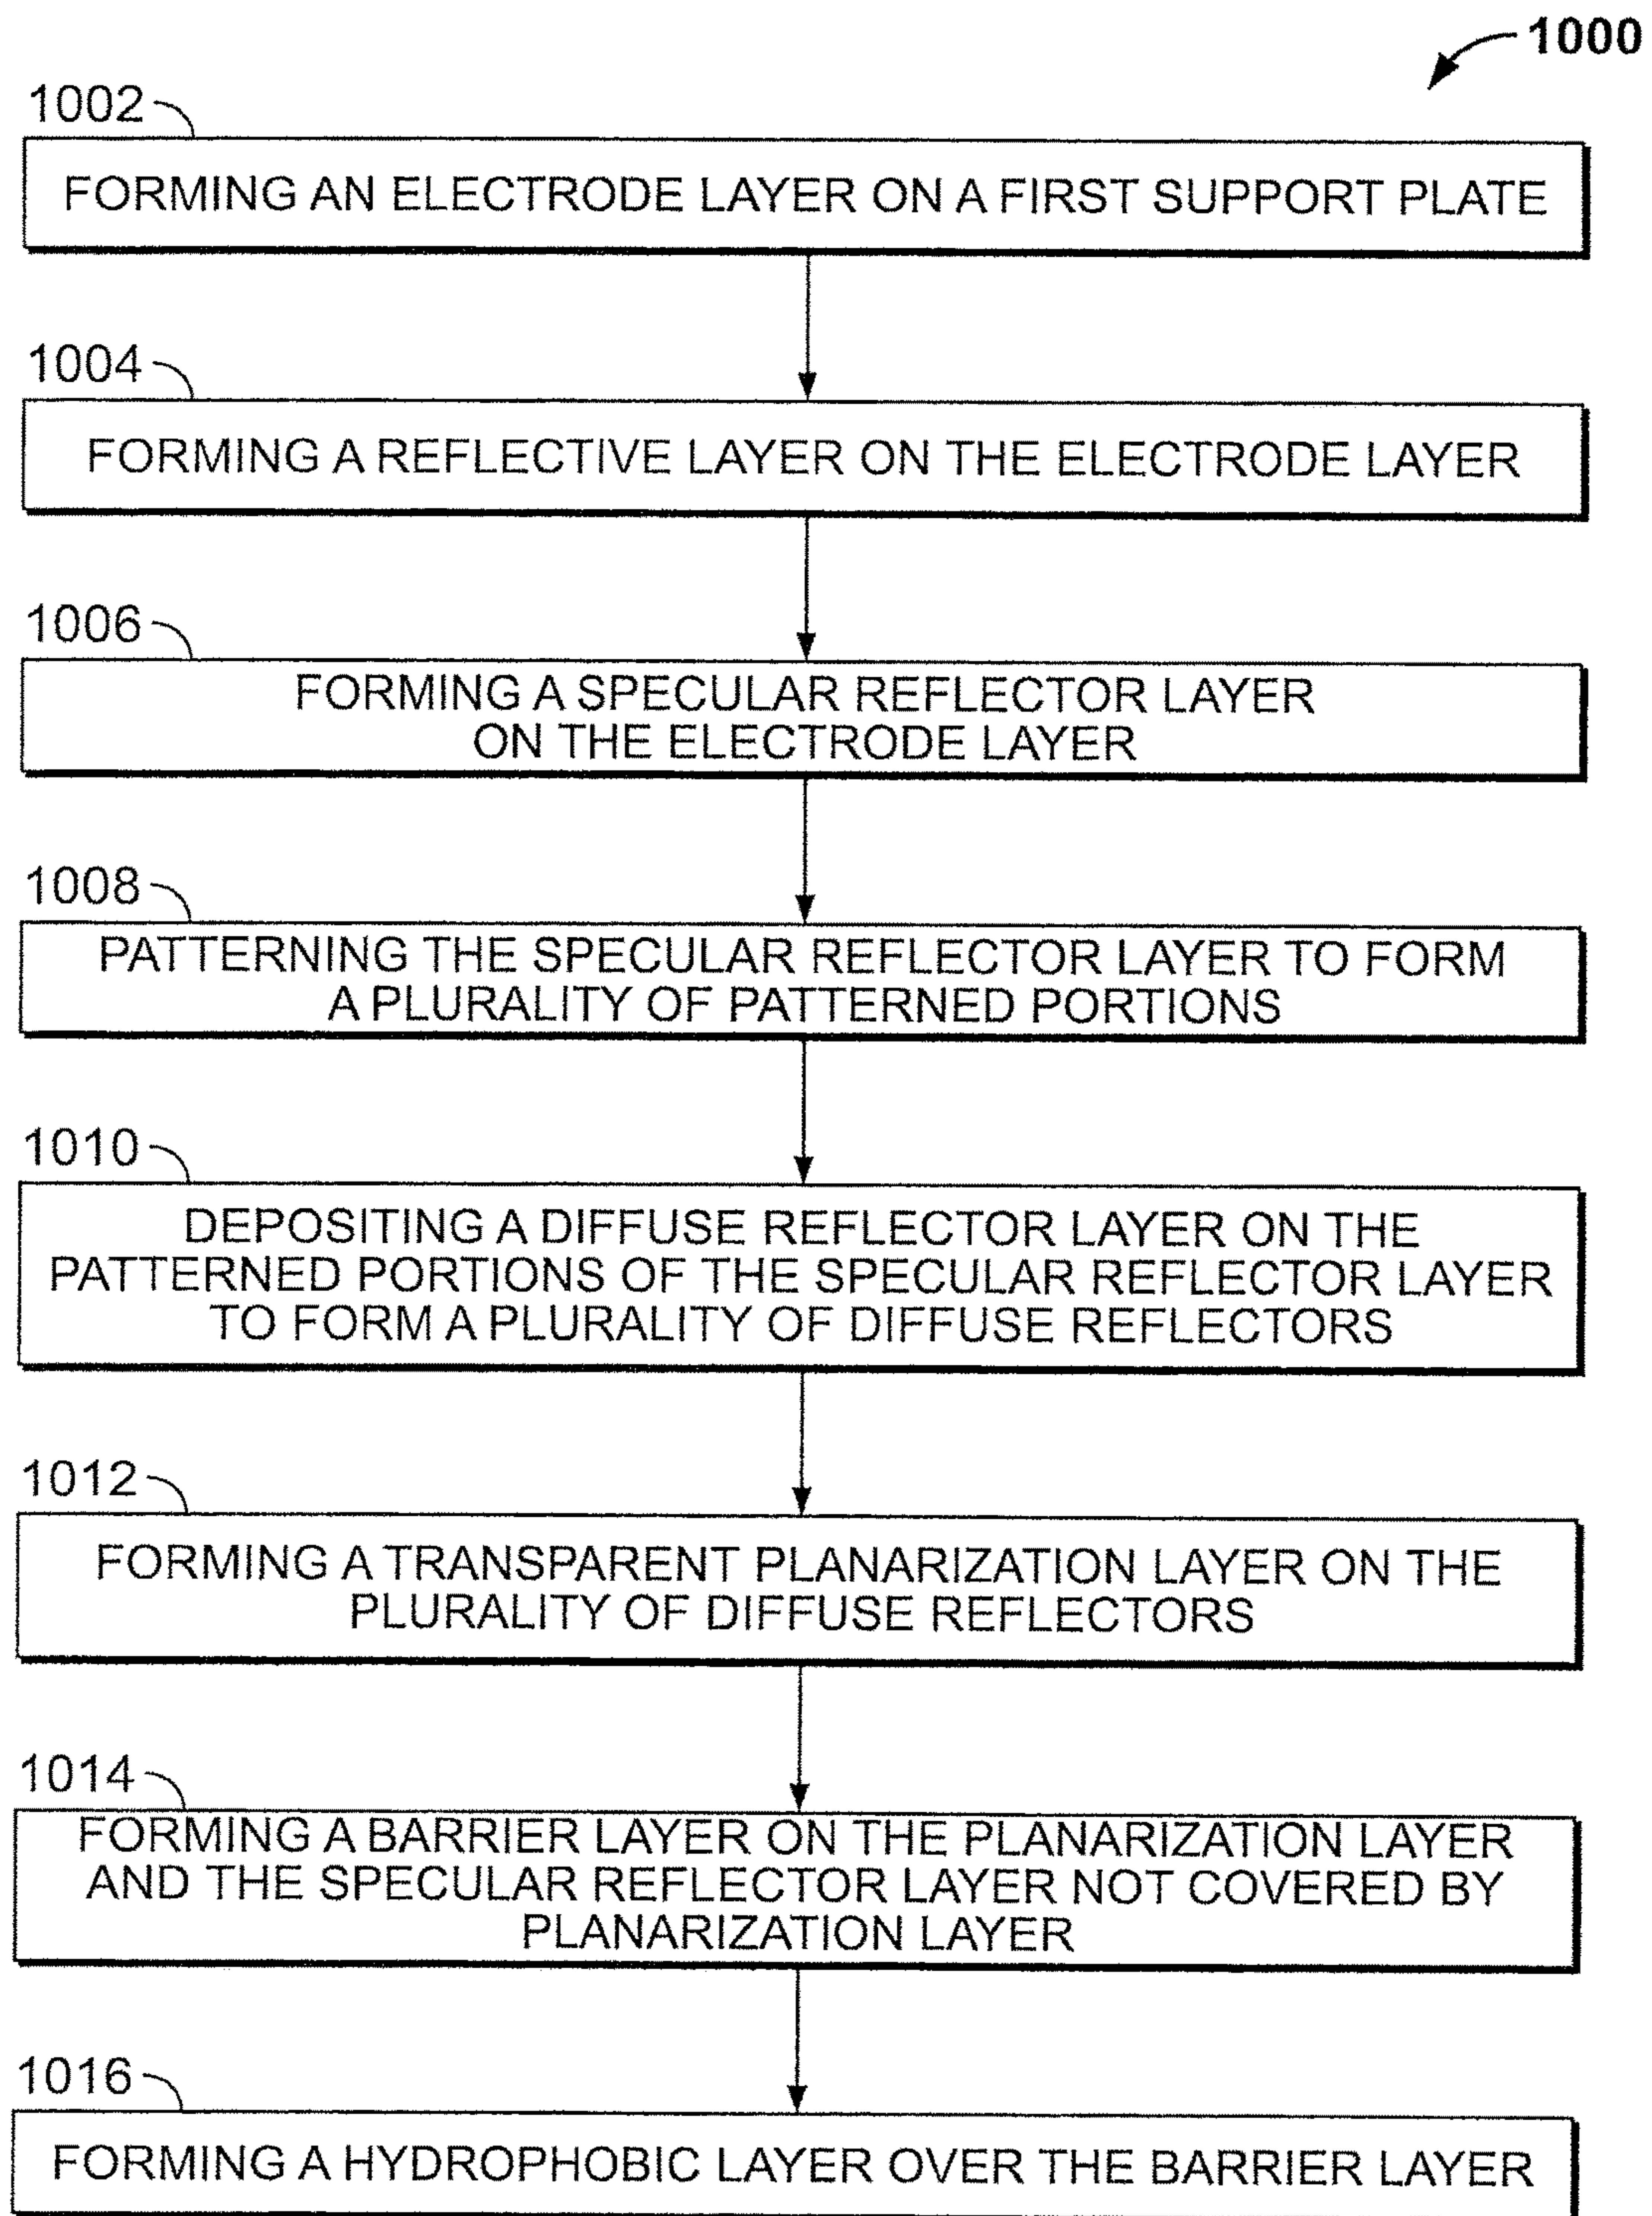 1000
1002
FORMING AN ELECTRODE LAYER ON A FIRST SUPPORT PLATE
1004
FORMING A REFLECTIVE LAYER ON THE ELECTRODE LAYER
1006
FORMING A SPECULAR REFLECTOR LAYER
ON THE ELECTRODE LAYER
1008
PATTERNING THE SPECULAR REFLECTOR LAYER TO FORM
A PLURALITY OF PATTERNED PORTIONS
1010
DEPOSITING A DIFFUSE REFLECTOR LAYER ON THE
PATTERNED PORTIONS OF THE SPECULAR REFLECTOR LAYER
TO FORM A PLURALITY OF DIFFUSE REFLECTORS
1012
FORMING A TRANSPARENT PLANARIZATION LAYER ON THE
PLURALITY OF DIFFUSE REFLECTORS
1014
FORMING A BARRIER LAYER ON THE PLANARIZATION LAYER
AND THE SPECULAR REFLECTOR LAYER NOT COVERED BY
PLANARIZATION LAYER
1016
FORMING A HYDROPHOBIC LAYER OVER THE BARRIER LAYER